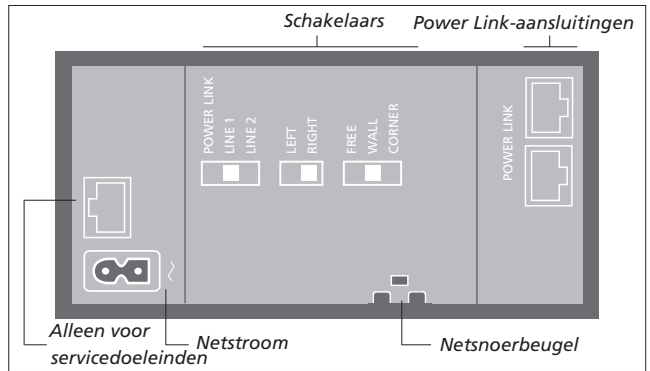 Schakelaars
Power Link-aansluitingen
POWER LINK
LINE 1
LINE 2
LEFT
RIGHT
FREE
WALL
CORNER
POWER LINK
Alleen voor
servicedoeleinden
Netstroom
Netsnoerbeugel